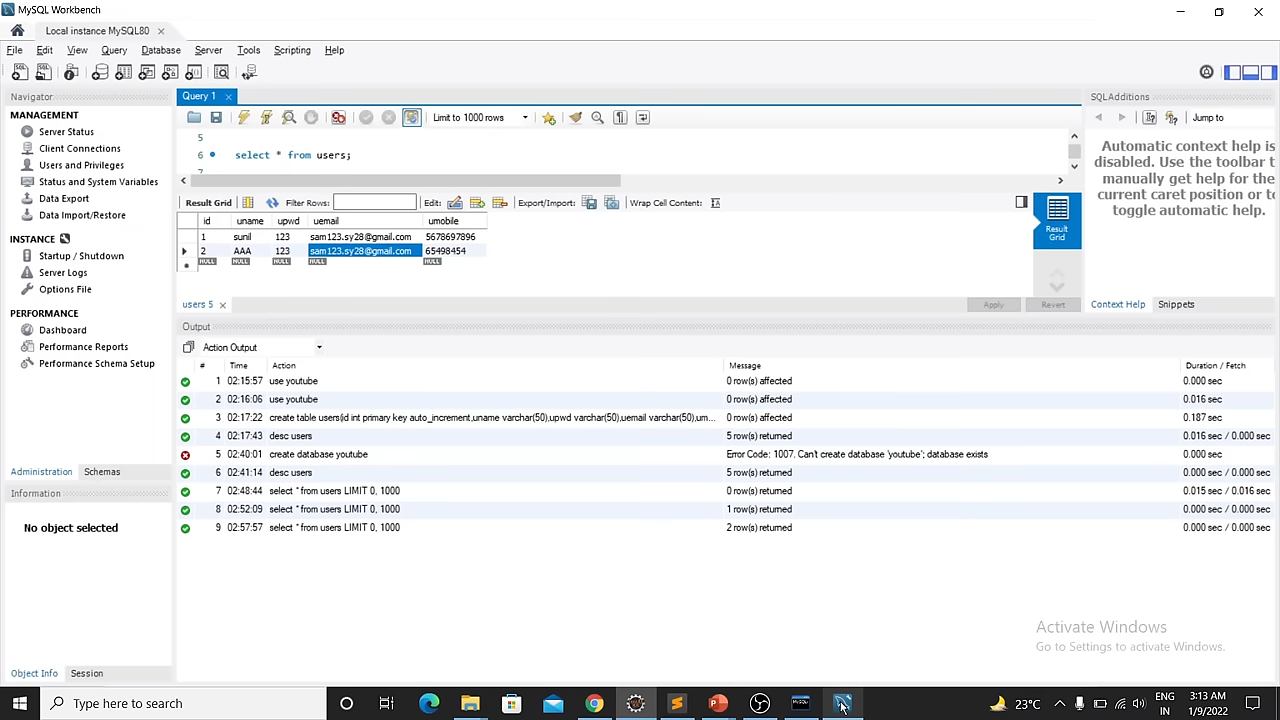 MySQL Workbench
Local instance MySQL80
File Edit View Query Database Server Tools Scripting Help
Navigator
MANAGEMENT
Server Status
Client Connections
Users and Privileges
Status and System Variables
Data Export
Data Import/Restore
INSTANCE
Startup / Shutdown
Server Logs
Options File
PERFORMANCE
Dashboard
Performance Reports
Performance Schema Setup
Administration Schemas
Information
No object selected
Object Info Session
Query 1
Limit to 1000 rows
5
6 select * from users;
Result Grid Filter Rows: Edit: Export/Import: Wrap Cell Content:
id uname upwd uemail umobile
1 sunil 123 sam123.sy28@gmail.com 5678697896
2 AAA 123 sam123.sy28@gmail.com 65498454
NULL NULL NULL NULL NULL
Result
Grid
users 5 Apply Revert
SQLAdditions
Jump to
Automatic context help is
disabled. Use the toolbar t
manually get help for the
current caret position or to
toggle automatic help.
Context Help Snippets
Output
Action Output
# Time Action Message Duration / Fetch
1 02:15:57 use youtube 0 row(s) affected 0.000 sec
2 02:16:06 use youtube 0 row(s) affected 0.016 sec
3 02:17:22 create table users(id int primary key auto_increment,uname varchar(50),upwd varchar(50),uemail varchar(50),um... 0 row(s) affected 0.187 sec
4 02:17:43 desc users 5 row(s) returned 0.016 sec / 0.000 sec
5 02:40:01 create database youtube Error Code: 1007. Can't create database 'youtube'; database exists 0.000 sec
6 02:41:14 desc users 5 row(s) returned 0.000 sec / 0.000 sec
7 02:48:44 select * from users LIMIT 0, 1000 0 row(s) returned 0.015 sec / 0.016 sec
8 02:52:09 select * from users LIMIT 0, 1000 1 row(s) returned 0.000 sec / 0.000 sec
9 02:57:57 select * from users LIMIT 0, 1000 2 row(s) returned 0.000 sec / 0.000 sec
Activate Windows
Go to Settings to activate Windows.
Type here to search
23°C
ENG
IN
3:13 AM
1/9/2022